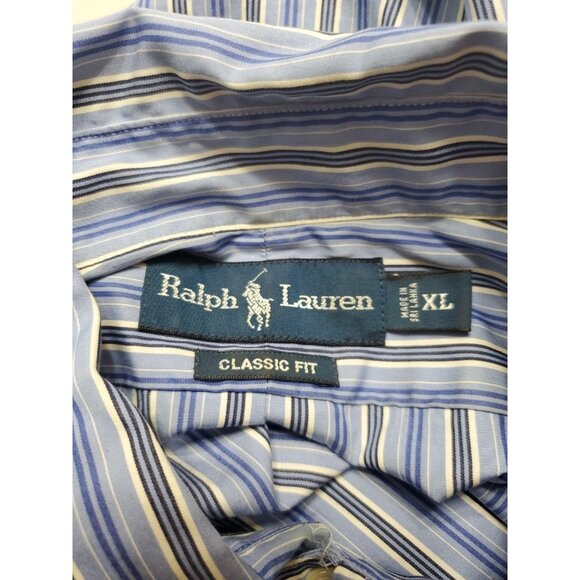 Ralph Lauren
MADE IN
SRI LANKA
XL
CLASSIC FIT